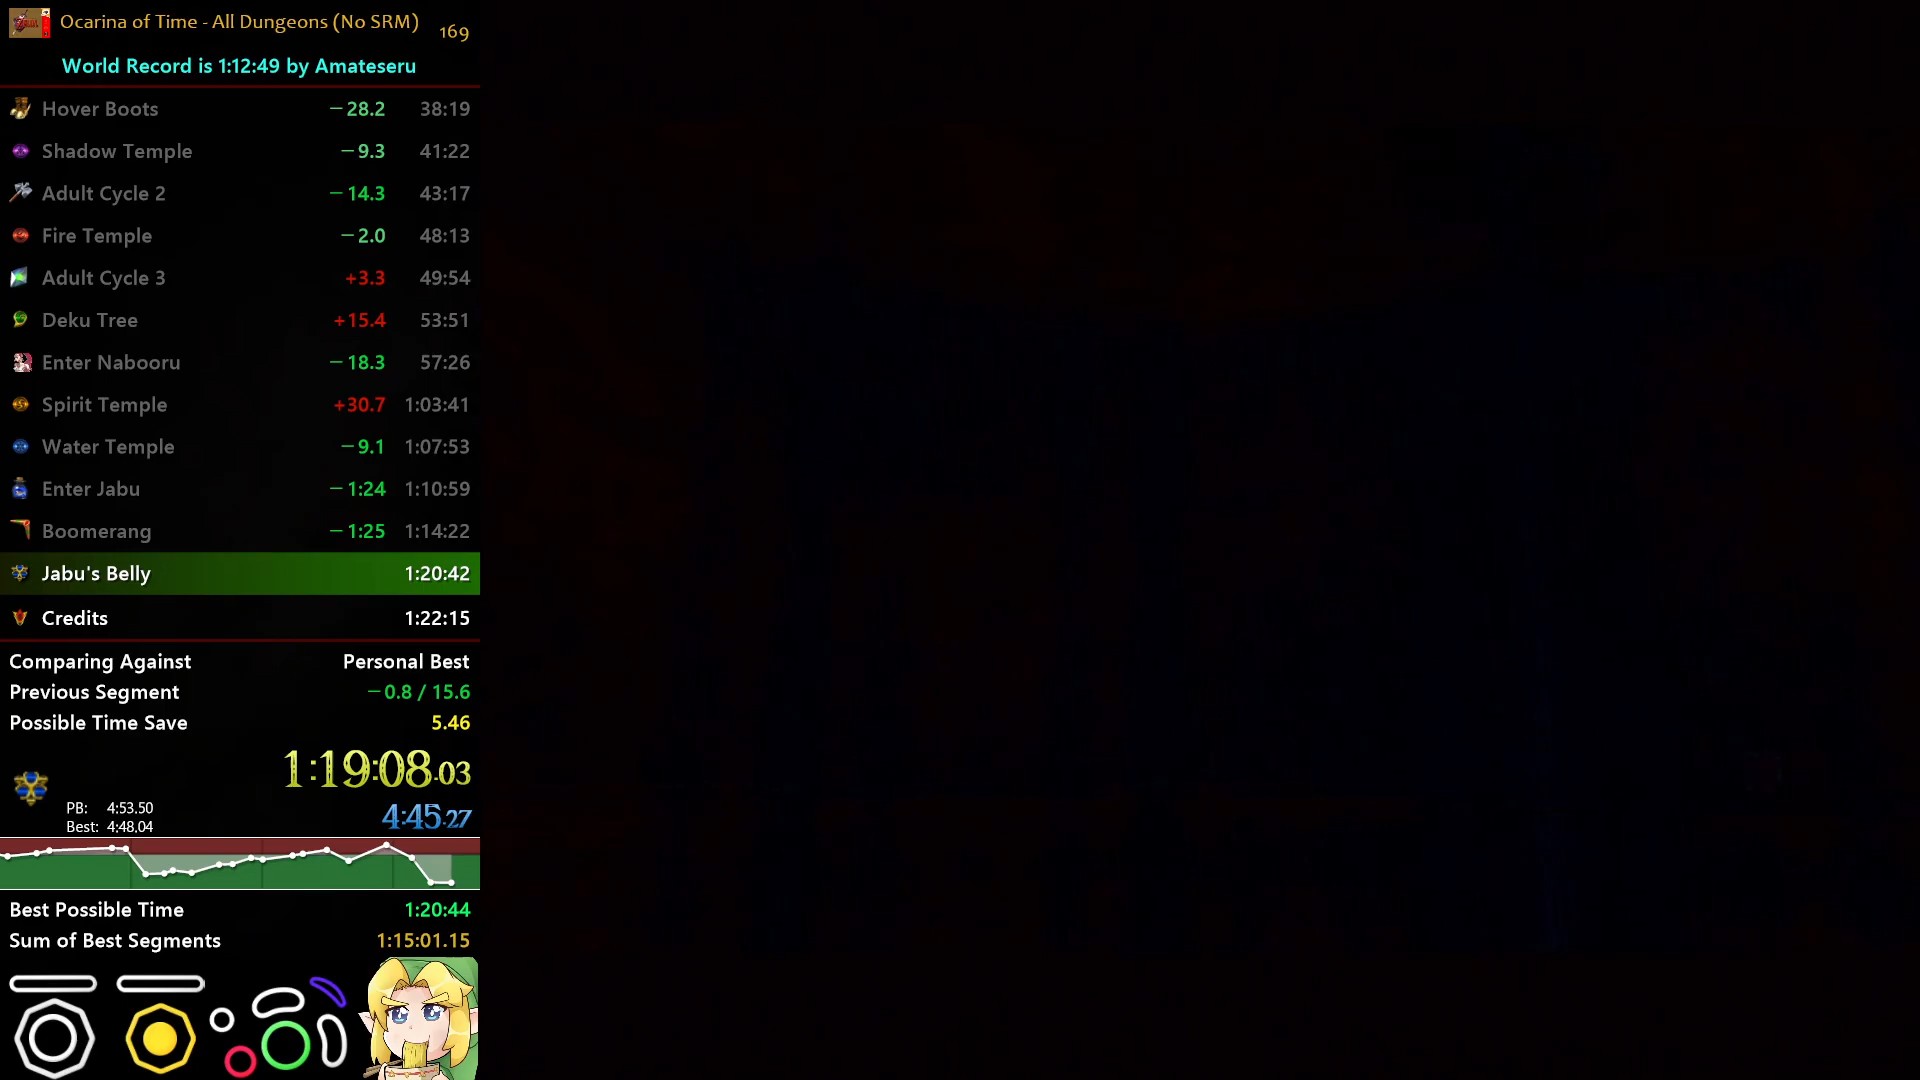 Ocarina of Time - All Dungeons (No SRM) 169
World Record is 1:12:49 by Amateseru
Hover Boots −28.2 38:19
Shadow Temple −9.3 41:22
Adult Cycle 2 −14.3 43:17
Fire Temple −2.0 48:13
Adult Cycle 3 +3.3 49:54
Deku Tree +15.4 53:51
Enter Nabooru −18.3 57:26
Spirit Temple +30.7 1:03:41
Water Temple −9.1 1:07:53
Enter Jabu −1:24 1:10:59
Boomerang −1:25 1:14:22
Jabu's Belly 1:20:42
Credits 1:22:15
Comparing Against Personal Best
Previous Segment −0.8 / 15.6
Possible Time Save 5.46
1:19:08.03
PB: 4:53.50
4:45.27
Best: 4:48.04
Best Possible Time 1:20:44
Sum of Best Segments 1:15:01.15